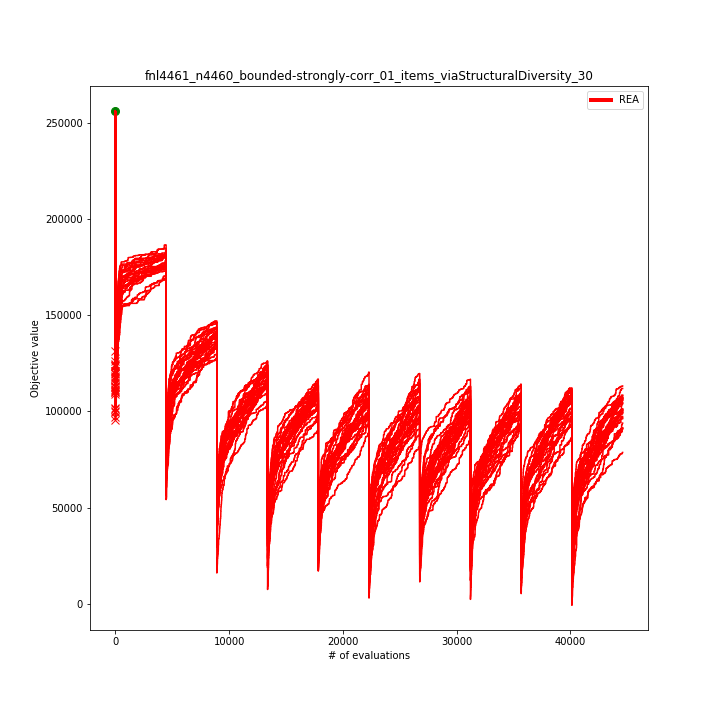 fnl4461_n4460_bounded-strongly-corr_01_items_viaStructuralDiversity_30
REA
250000
200000
150000
100000
50000
0
Objective value
0 10000 20000 30000 40000
# of evaluations